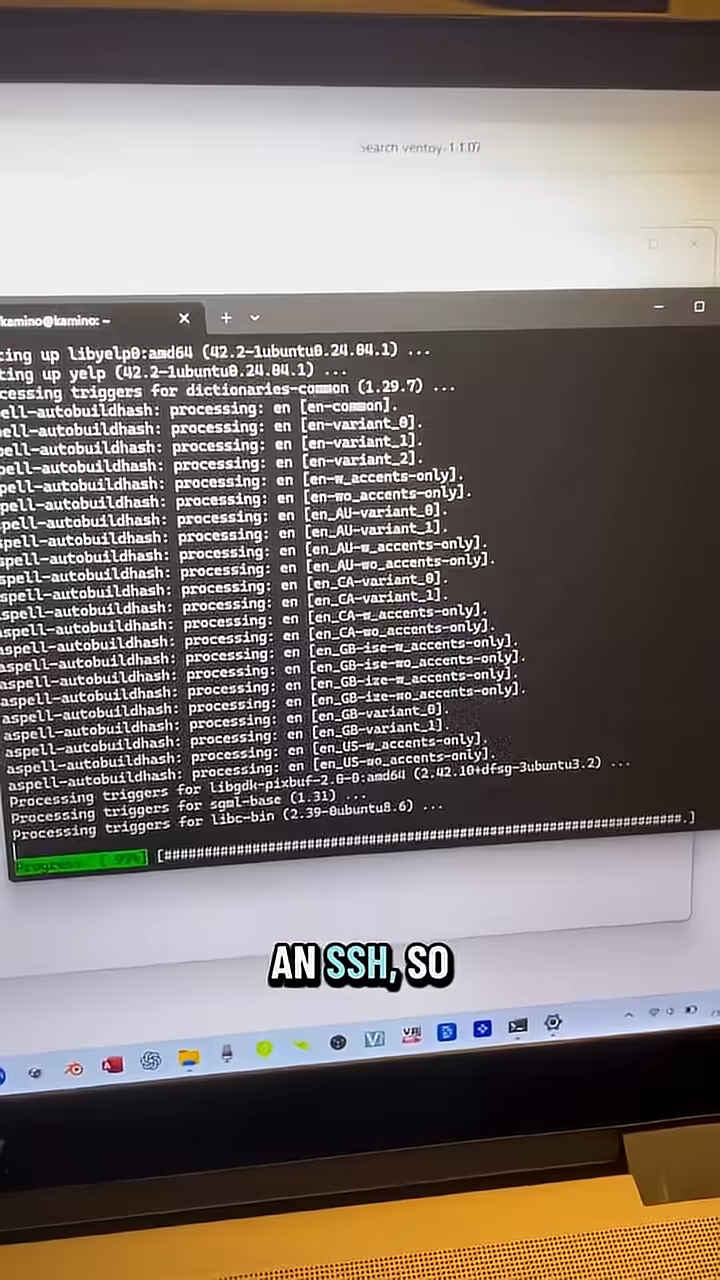 search ventoy-1.1.07
kamino@kamino: ~
ing up libyelp0:amd64 (42.2-1ubuntu0.24.04.1) ...
ting up yelp (42.2-1ubuntu0.24.04.1) ...
cessing triggers for dictionaries-common (1.29.7) ...
ell-autobuildhash: processing: en [en-common].
pell-autobuildhash: processing: en [en-variant_0].
pell-autobuildhash: processing: en [en-variant_1].
pell-autobuildhash: processing: en [en-variant_2].
pell-autobuildhash: processing: en [en-w_accents-only].
spell-autobuildhash: processing: en [en-wo_accents-only].
spell-autobuildhash: processing: en [en_AU-variant_0].
spell-autobuildhash: processing: en [en_AU-variant_1].
spell-autobuildhash: processing: en [en_AU-w_accents-only].
spell-autobuildhash: processing: en [en_AU-wo_accents-only].
aspell-autobuildhash: processing: en [en_CA-variant_0].
aspell-autobuildhash: processing: en [en_CA-variant_1].
aspell-autobuildhash: processing: en [en_CA-w_accents-only].
aspell-autobuildhash: processing: en [en_CA-wo_accents-only].
aspell-autobuildhash: processing: en [en_GB-ise-w_accents-only].
aspell-autobuildhash: processing: en [en_GB-ise-wo_accents-only].
aspell-autobuildhash: processing: en [en_GB-ize-w_accents-only].
aspell-autobuildhash: processing: en [en_GB-ize-wo_accents-only].
aspell-autobuildhash: processing: en [en_GB-variant_0].
aspell-autobuildhash: processing: en [en_GB-variant_1].
aspell-autobuildhash: processing: en [en_US-w_accents-only].
aspell-autobuildhash: processing: en [en_US-wo_accents-only].
Processing triggers for libgdk-pixbuf-2.0-0:amd64 (2.42.10+dfsg-3ubuntu3.2) ...
Processing triggers for sgml-base (1.31) ...
Processing triggers for libc-bin (2.39-0ubuntu8.6) ...
Progress: [ 99%]
AN SSH, SO